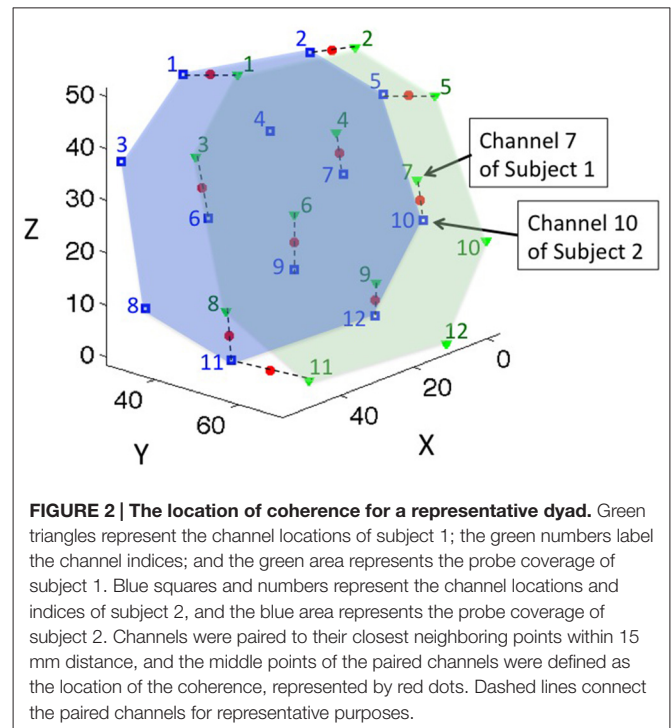 2 2
1 1 5 5
50
4 4 Channel 7
of Subject 1
3 3 7 7
40
30 6 6 10 Channel 10
of Subject 2
Z
20 9 9 10
10 8 8 12
0 11 11 12
0
40 20
60 40
Y X
FIGURE 2 | The location of coherence for a representative dyad. Green
triangles represent the channel locations of subject 1; the green numbers label
the channel indices; and the green area represents the probe coverage of
subject 1. Blue squares and numbers represent the channel locations and
indices of subject 2, and the blue area represents the probe coverage of
subject 2. Channels were paired to their closest neighboring points within 15
mm distance, and the middle points of the paired channels were defined as
the location of the coherence, represented by red dots. Dashed lines connect
the paired channels for representative purposes.